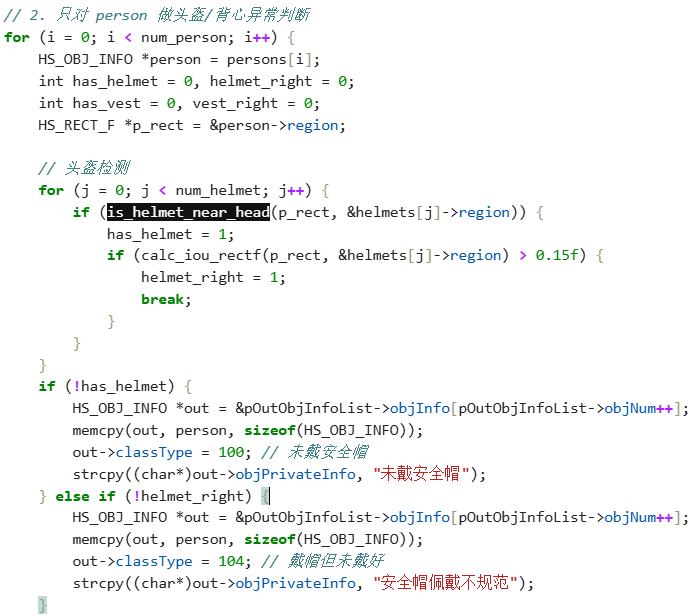 // 2. 只对 person 做头盔/背心异常判断
for (i = 0; i < num_person; i++) {
    HS_OBJ_INFO *person = persons[i];
    int has_helmet = 0, helmet_right = 0;
    int has_vest = 0, vest_right = 0;
    HS_RECT_F *p_rect = &person->region;

    // 头盔检测
    for (j = 0; j < num_helmet; j++) {
        if (is_helmet_near_head(p_rect, &helmets[j]->region)) {
            has_helmet = 1;
            if (calc_iou_rectf(p_rect, &helmets[j]->region) > 0.15f) {
                helmet_right = 1;
                break;
            }
        }
    }
    if (!has_helmet) {
        HS_OBJ_INFO *out = &pOutObjInfoList->objInfo[pOutObjInfoList->objNum++];
        memcpy(out, person, sizeof(HS_OBJ_INFO));
        out->classType = 100; // 未戴安全帽
        strcpy((char*)out->objPrivateInfo, "未戴安全帽");
    } else if (!helmet_right) {
        HS_OBJ_INFO *out = &pOutObjInfoList->objInfo[pOutObjInfoList->objNum++];
        memcpy(out, person, sizeof(HS_OBJ_INFO));
        out->classType = 104; // 戴帽但未戴好
        strcpy((char*)out->objPrivateInfo, "安全帽佩戴不规范");
    }